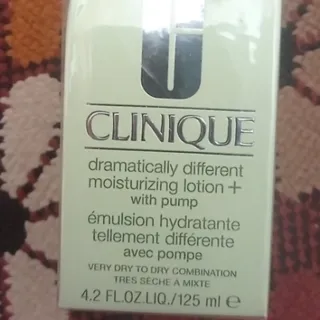 CLINIQUE
dramatically different
moisturizing lotion +
with pump
émulsion hydratante
tellement différente
avec pompe
VERY DRY TO DRY COMBINATION
TRES SÈCHE A MIXTE
4.2 FL.OZ.LIQ./125 ml e